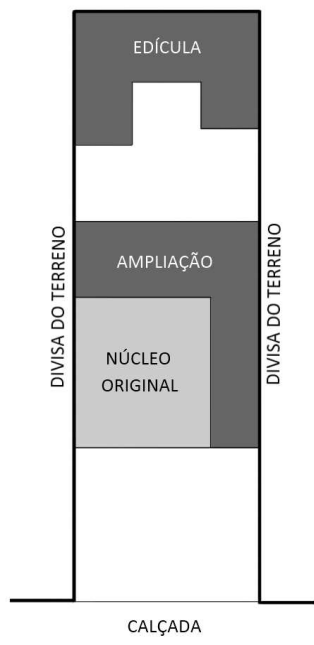 EDÍCULA
DIVISA DO TERRENO
AMPLIAÇÃO
DIVISA DO TERRENO
NÚCLEO
ORIGINAL
CALÇADA